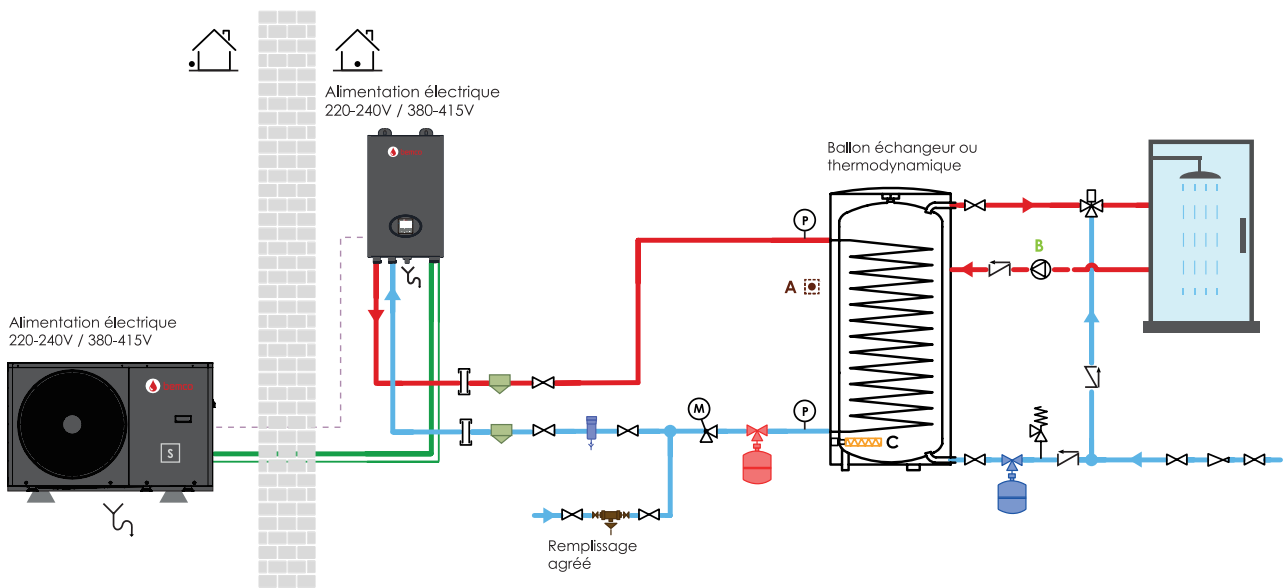 Alimentation électrique
220-240V / 380-415V
Ballon échangeur ou
thermodynamique
P
B
A
Alimentation électrique
220-240V / 380-415V
M
P
C
S
Remplissage
agréé